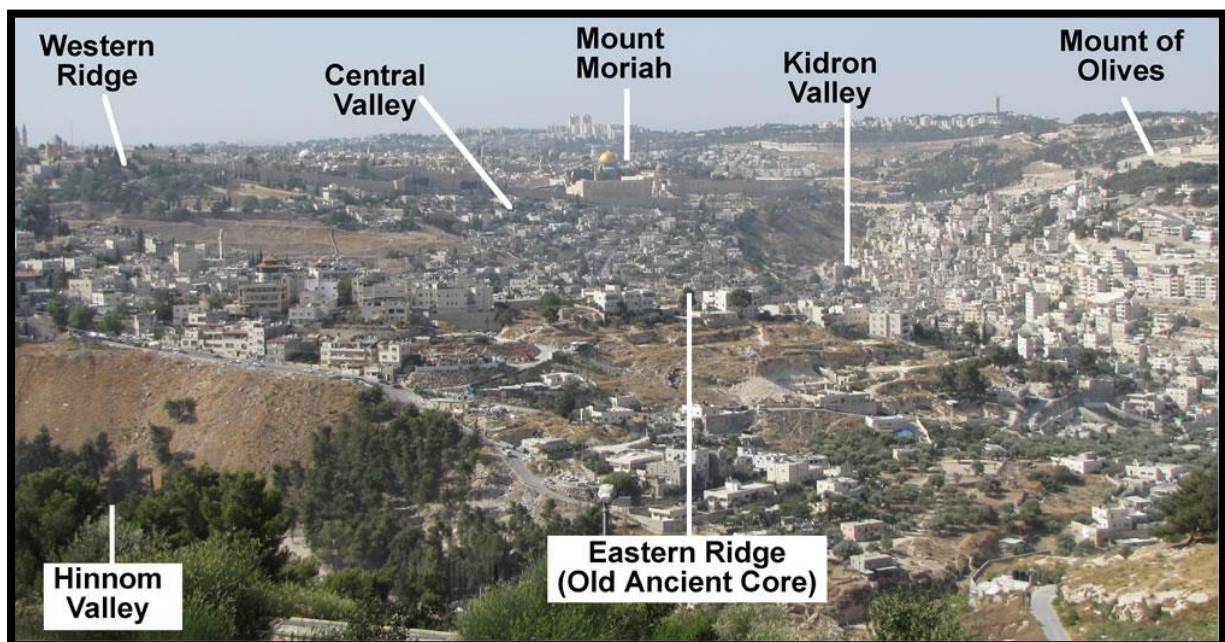 Western
Ridge
Central
Valley
Mount
Moriah
Kidron
Valley
Mount of
Olives
Hinnom
Valley
Eastern Ridge
(Old Ancient Core)